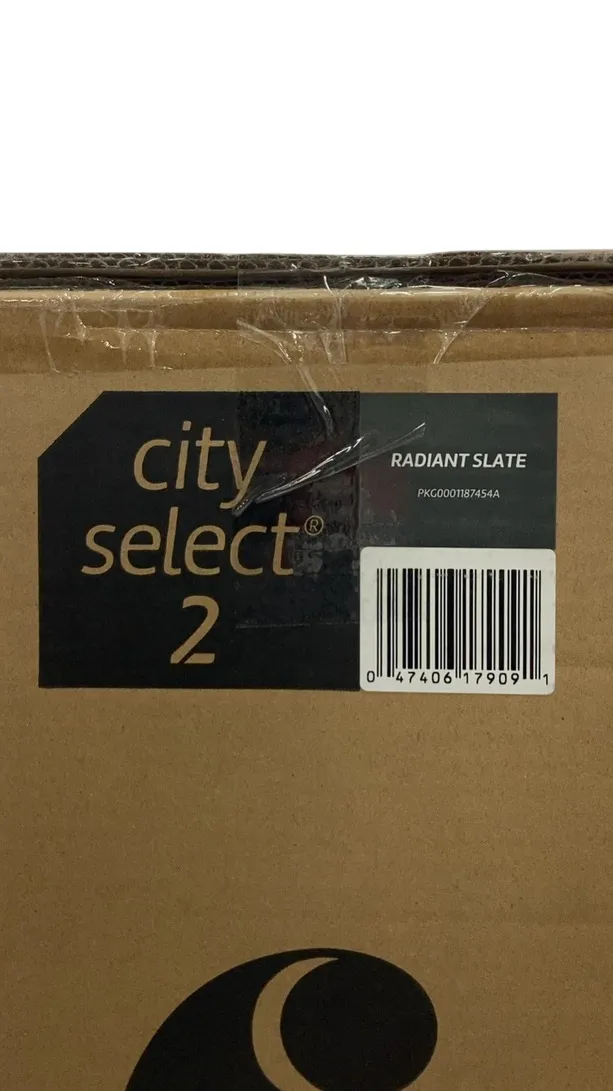 city
select®
2
RADIANT SLATE
PKG0001187454A
0 47406 17909 1